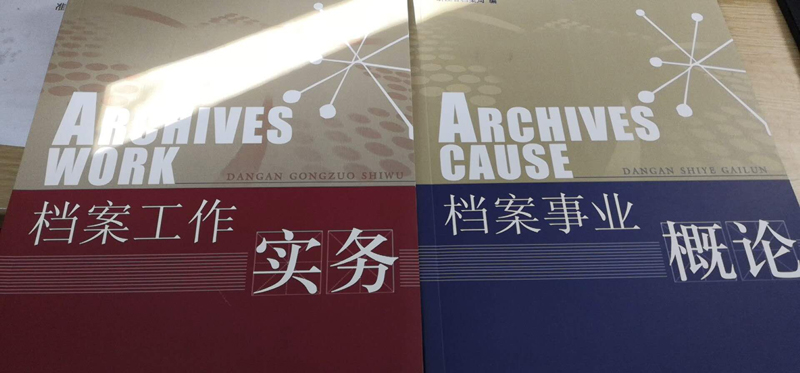 ARCHIVES
WORK
DANGAN GONGZUO SHIWU
档案工作
实务
编
ARCHIVES
CAUSE
DANGAN SHIYE GAILUN
档案事业
概论